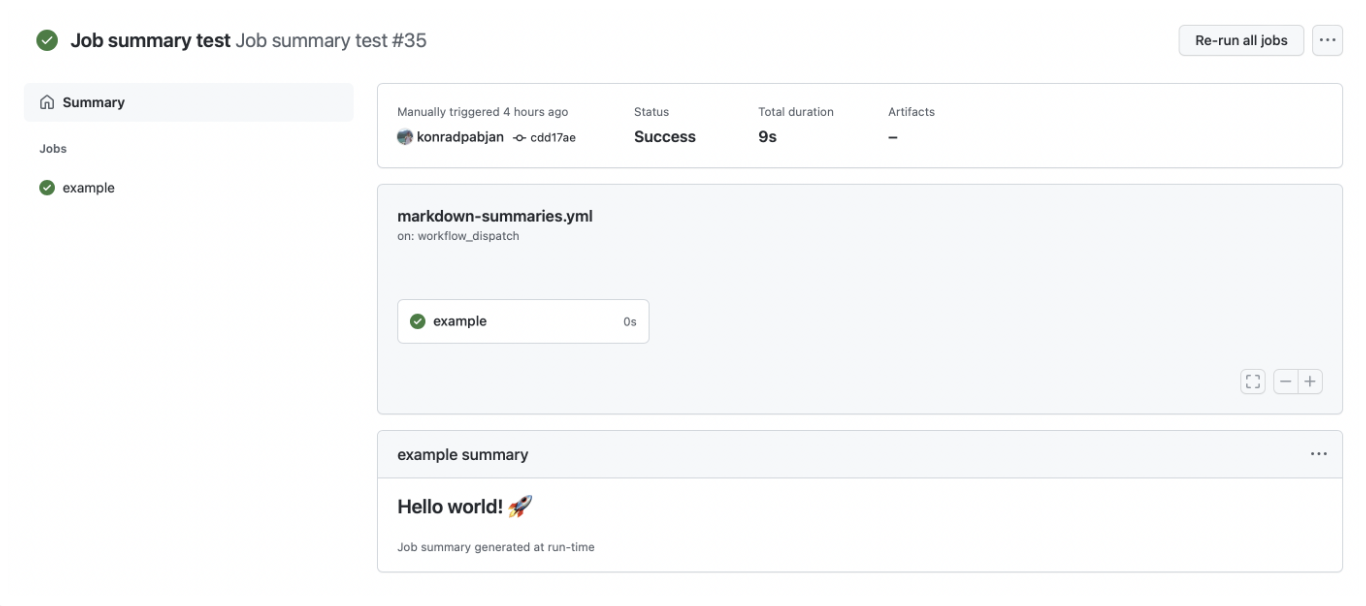 Job summary test Job summary test #35
Re-run all jobs
Summary
Jobs
example
Manually triggered 4 hours ago
konradpabjan cdd17ae
Status
Success
Total duration
9s
Artifacts
–
markdown-summaries.yml
on: workflow_dispatch
example 0s
example summary
Hello world! 🚀
Job summary generated at run-time